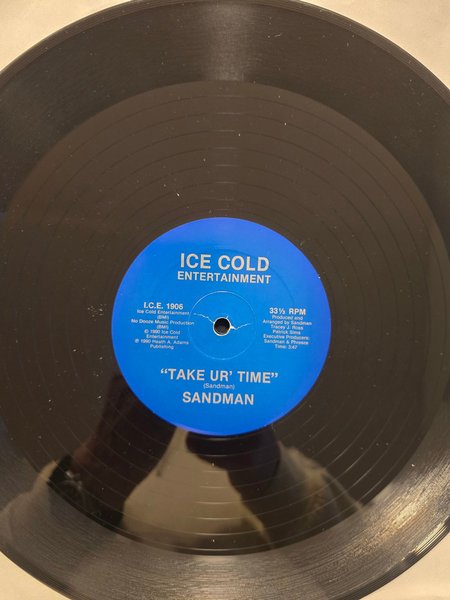 ICE COLD
ENTERTAINMENT
I.C.E. 1906
Ice Cold Entertainment
(BMI)
No Dooze Music Production
(BMI)
℗ 1990 Ice Cold
Entertainment
© 1990 Heath A. Adams
Publishing
33⅓ RPM
Produced and
Arranged by Sandman
Tracey J. Ross
Patrick Sims
Executive Producers:
Sandman & Phreeze
Time: 3:47
“TAKE UR’ TIME”
(Sandman)
SANDMAN